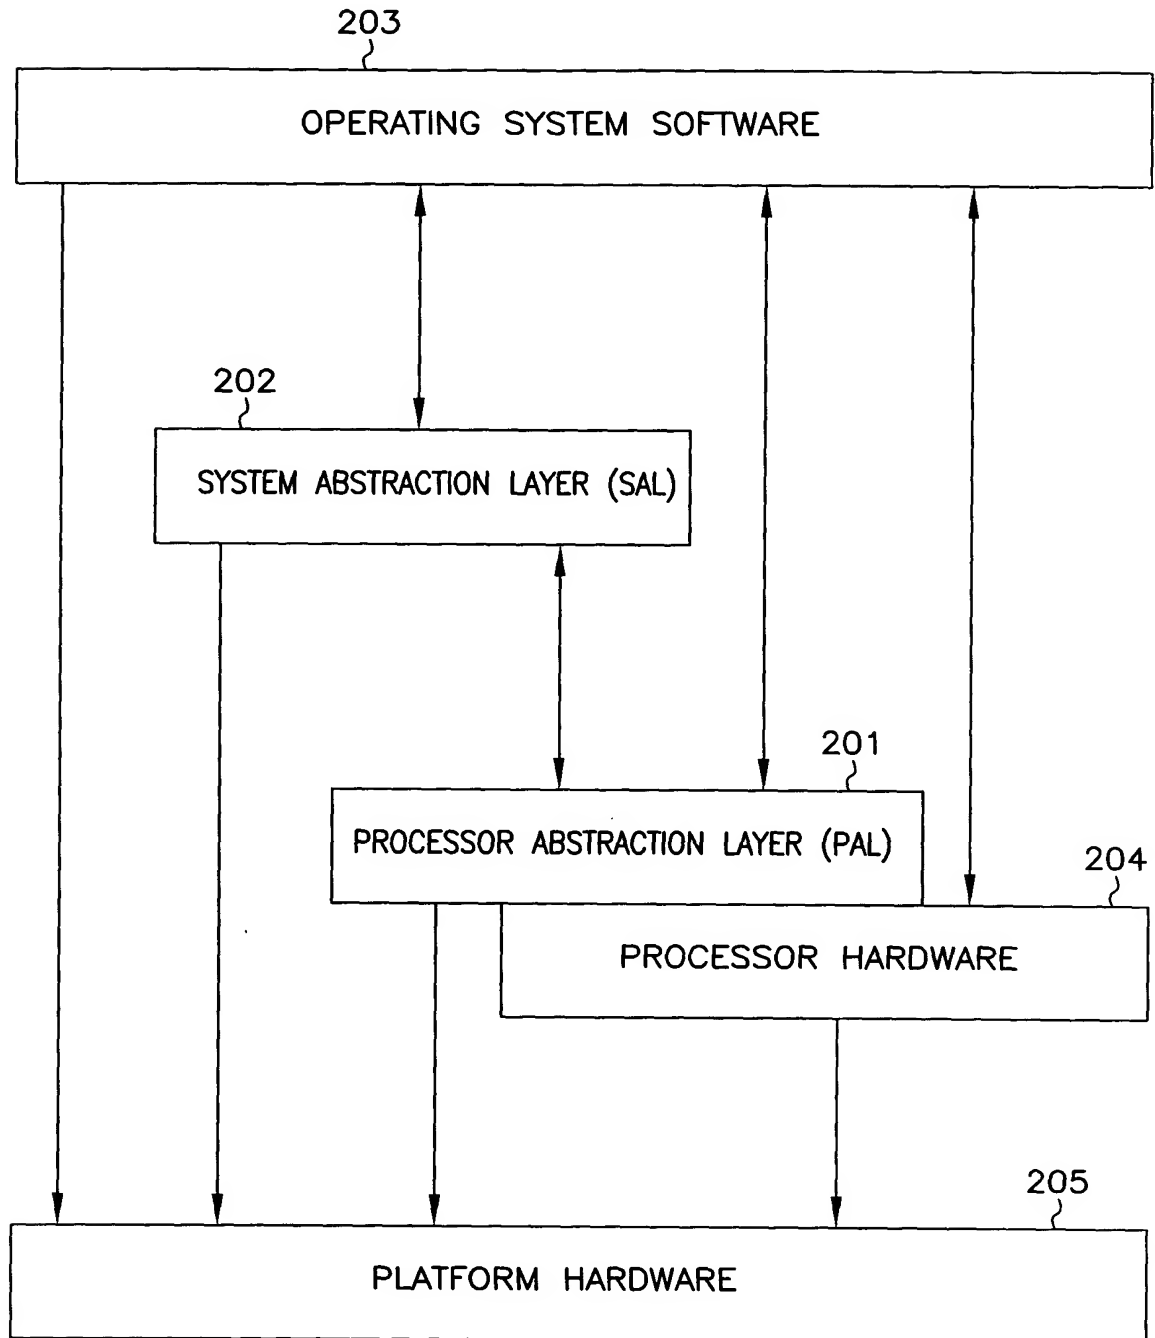 203
OPERATING SYSTEM SOFTWARE
202
SYSTEM ABSTRACTION LAYER (SAL)
201
PROCESSOR ABSTRACTION LAYER (PAL)
204
PROCESSOR HARDWARE
205
PLATFORM HARDWARE